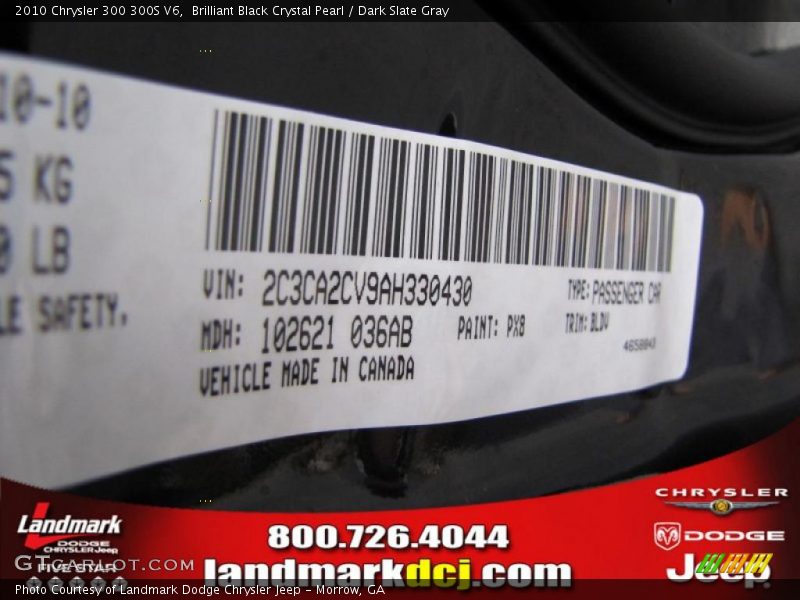 2010 Chrysler 300 300S V6,  Brilliant Black Crystal Pearl / Dark Slate Gray
10-10
5 KG
0 LB
LE SAFETY.
VIN: 2C3CA2CV9AH330430
TYPE: PASSENGER CAR
MDH: 102621 036AB
PAINT: PX8
TRIM: BLDV
VEHICLE MADE IN CANADA
Landmark
DODGE
CHRYSLER Jeep
FIVE STAR
800.726.4044
landmarkdcj.com
CHRYSLER
DODGE
Jeep
GTcarlot.com
Photo Courtesy of Landmark Dodge Chrysler Jeep - Morrow, GA